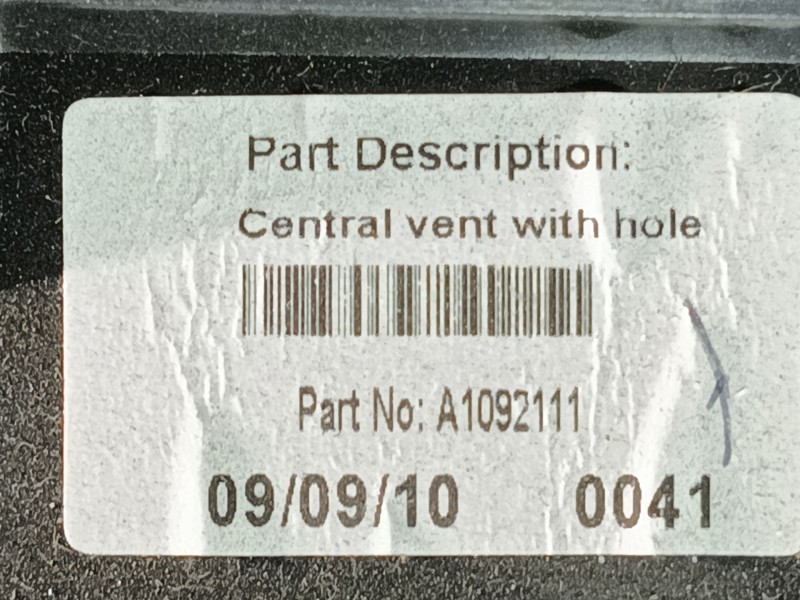 Part Description:
Central vent with hole
Part No: A1092111
09/09/10 0041